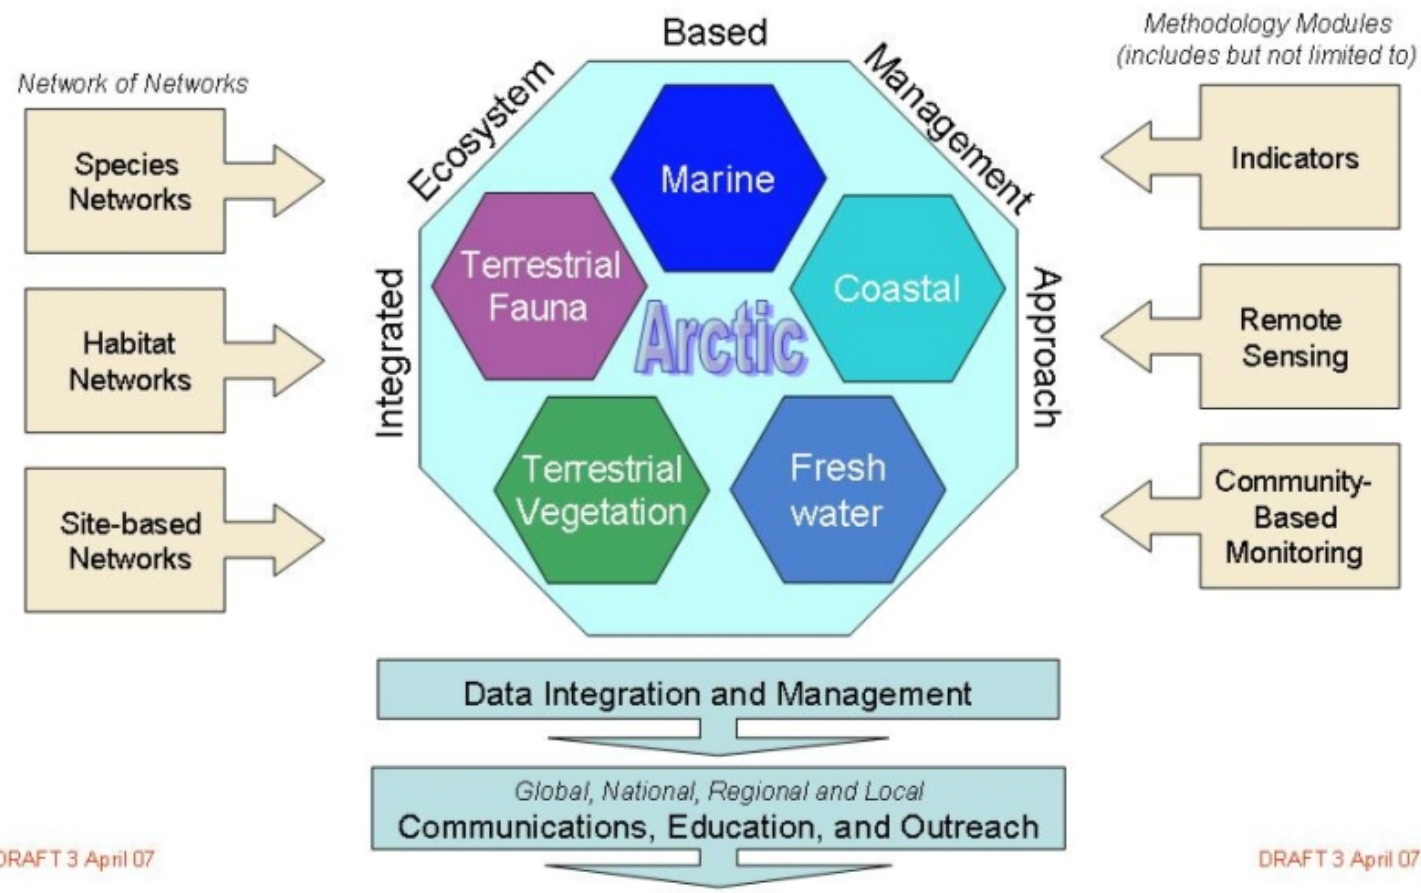 Network of Networks
Species
Networks
Habitat
Networks
Site-based
Networks
Integrated
Ecosystem
Based
Management
Approach
Marine
Terrestrial
Fauna
Coastal
Arctic
Terrestrial
Vegetation
Fresh
water
Methodology Modules
(includes but not limited to)
Indicators
Remote
Sensing
Community-
Based
Monitoring
Data Integration and Management
Global, National, Regional and Local
Communications, Education, and Outreach
DRAFT 3 April 07
DRAFT 3 April 07